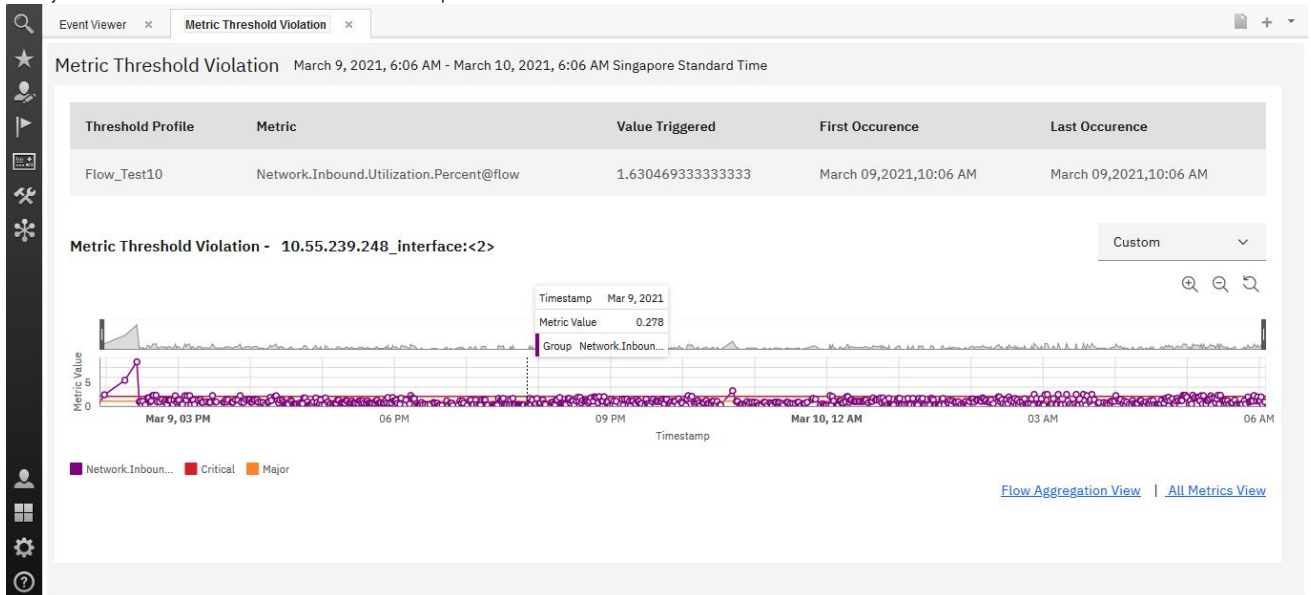 Event Viewer × Metric Threshold Violation ×
Metric Threshold Violation March 9, 2021, 6:06 AM - March 10, 2021, 6:06 AM Singapore Standard Time
Threshold Profile Metric Value Triggered First Occurence Last Occurence
Flow_Test10 Network.Inbound.Utilization.Percent@flow 1.630469333333333 March 09,2021,10:06 AM March 09,2021,10:06 AM
Metric Threshold Violation - 10.55.239.248_interface:<2>
Custom
Timestamp Mar 9, 2021
Metric Value 0.278
Group Network.Inboun...
Metric Value
5
0
Mar 9, 03 PM 06 PM 09 PM Mar 10, 12 AM 03 AM 06 AM
Timestamp
Network.Inboun... Critical Major
Flow Aggregation View | All Metrics View